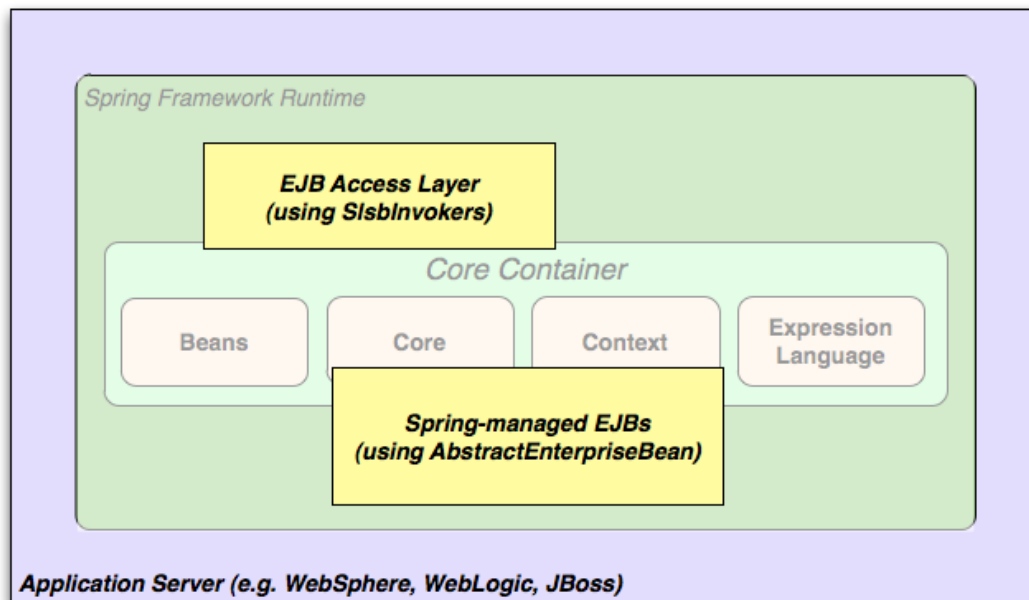 Spring Framework Runtime
EJB Access Layer
(using SlsbInvokers)
Core Container
Beans
Core
Context
Expression
Language
Spring-managed EJBs
(using AbstractEnterpriseBean)
Application Server (e.g. WebSphere, WebLogic, JBoss)